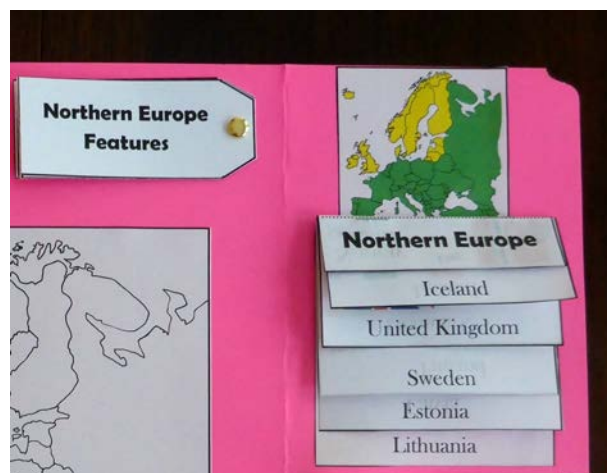 Northern Europe
Features
Northern Europe
Iceland
United Kingdom
Sweden
Estonia
Lithuania